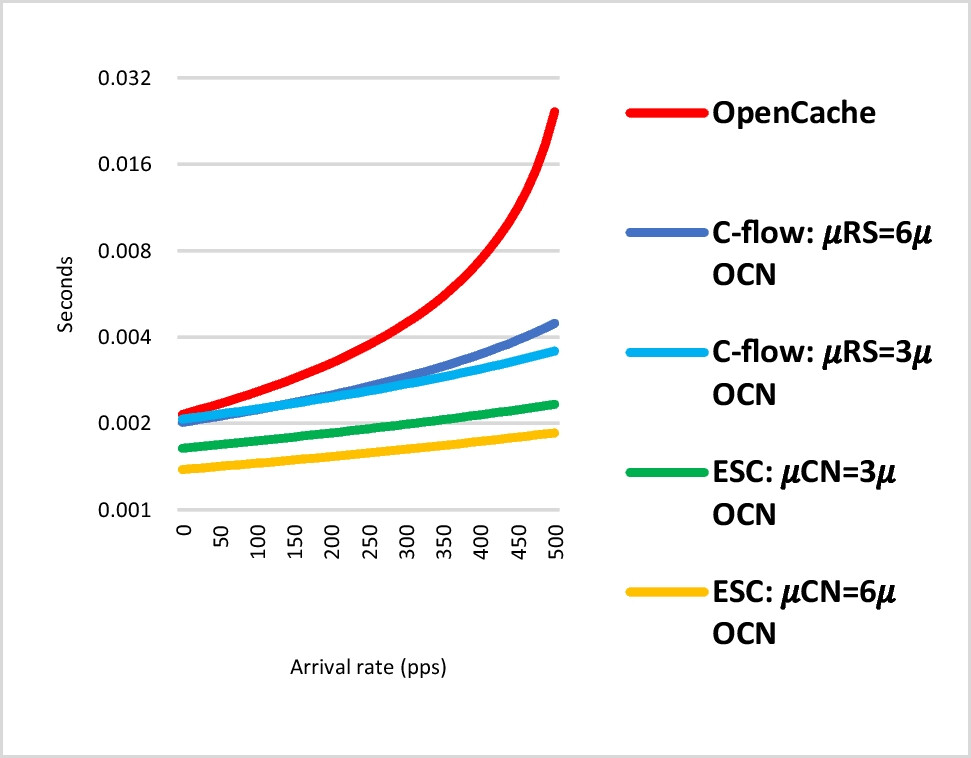 0.032
0.016
0.008
0.004
0.002
0.001
Seconds
0
50
100
150
200
250
300
350
400
450
500
Arrival rate (pps)
OpenCache
C-flow: 𝝁RS=6𝝁
OCN
C-flow: 𝝁RS=3𝝁
OCN
ESC: 𝝁CN=3𝝁
OCN
ESC: 𝝁CN=6𝝁
OCN